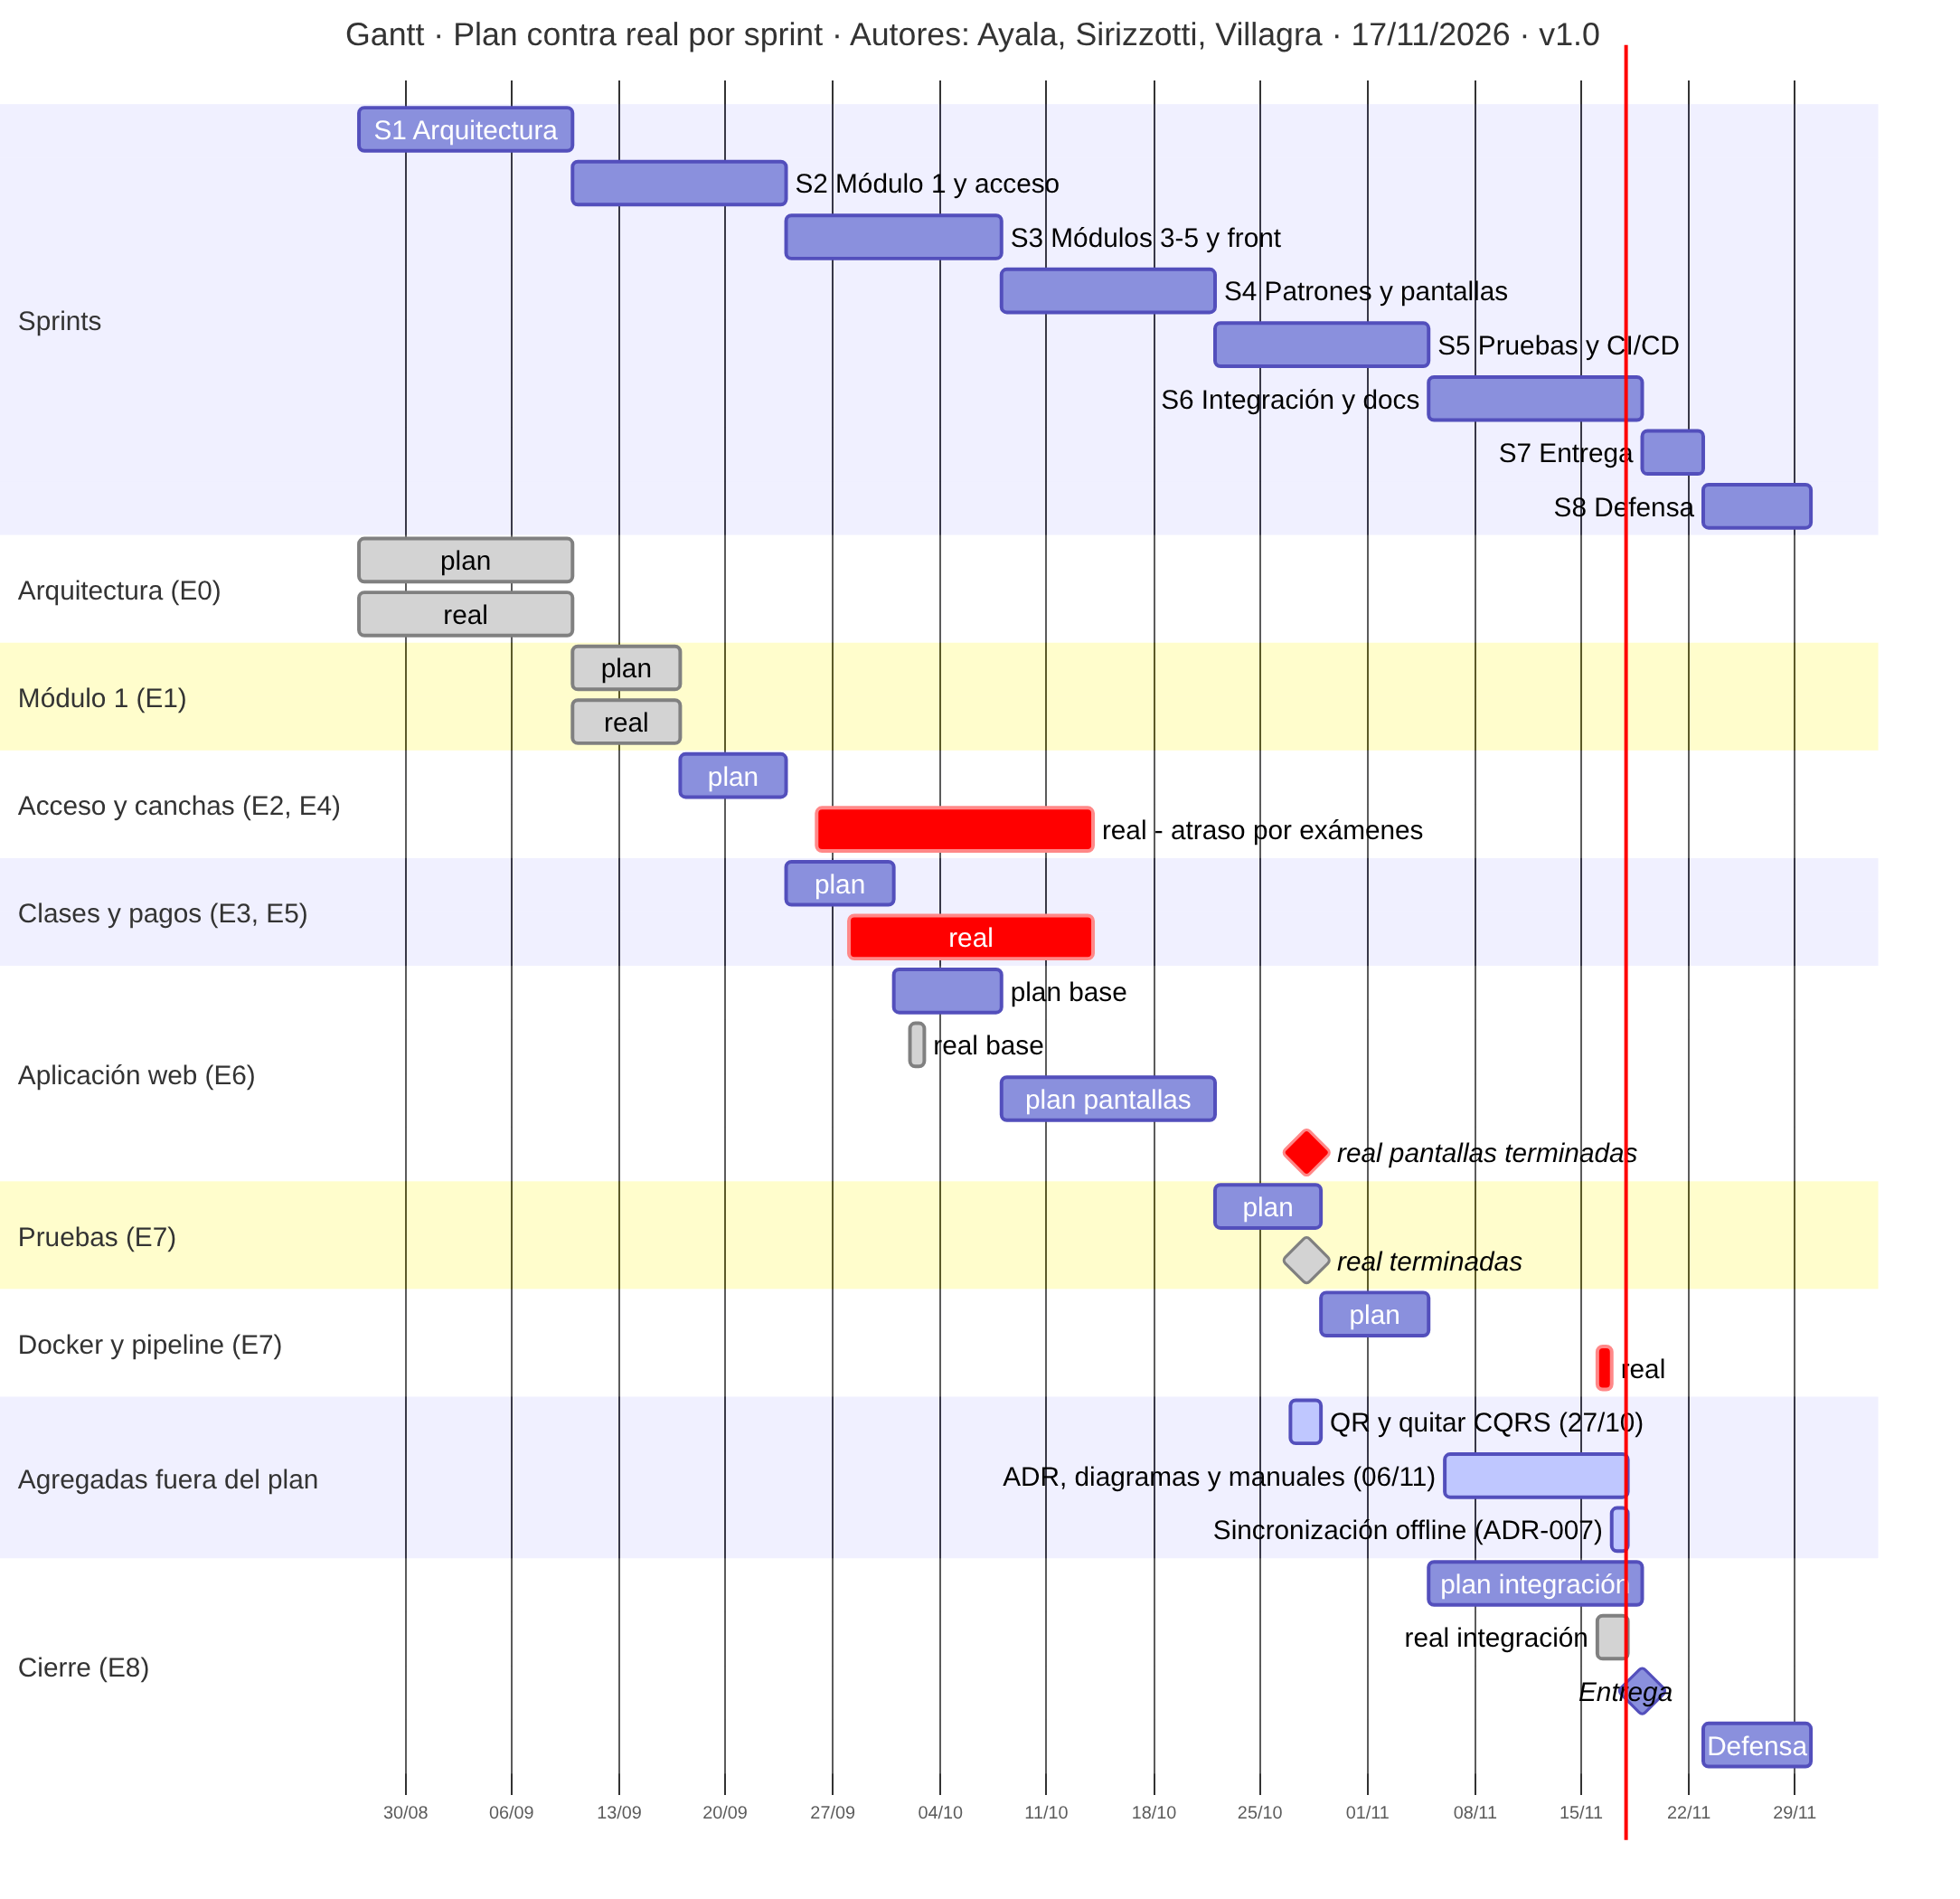 Gantt · Plan contra real por sprint · Autores: Ayala, Sirizzotti, Villagra · 17/11/2026 · v1.0
Sprints
S1 Arquitectura
S2 Módulo 1 y acceso
S3 Módulos 3-5 y front
S4 Patrones y pantallas
S5 Pruebas y CI/CD
S6 Integración y docs
S7 Entrega
S8 Defensa
Arquitectura (E0)
plan
real
Módulo 1 (E1)
plan
real
Acceso y canchas (E2, E4)
plan
real - atraso por exámenes
Clases y pagos (E3, E5)
plan
real
Aplicación web (E6)
plan base
real base
plan pantallas
real pantallas terminadas
Pruebas (E7)
plan
real terminadas
Docker y pipeline (E7)
plan
real
Agregadas fuera del plan
QR y quitar CQRS (27/10)
ADR, diagramas y manuales (06/11)
Sincronización offline (ADR-007)
Cierre (E8)
plan integración
real integración
Entrega
Defensa
30/08 06/09 13/09 20/09 27/09 04/10 11/10 18/10 25/10 01/11 08/11 15/11 22/11 29/11